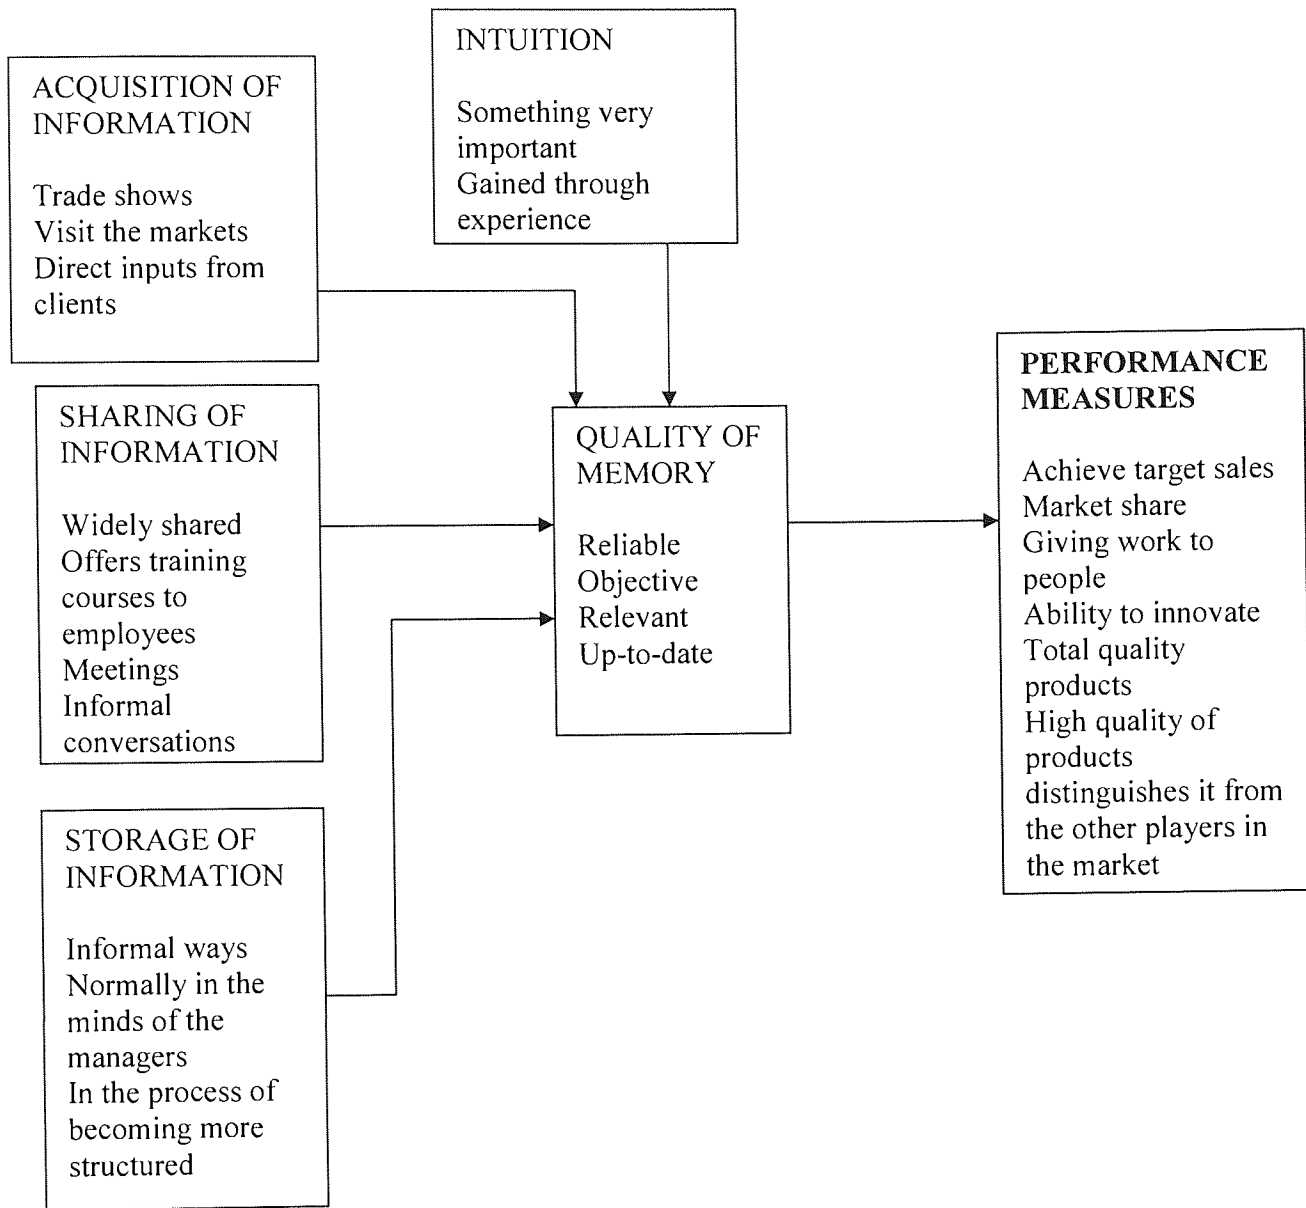 ACQUISITION OF
INFORMATION
Trade shows
Visit the markets
Direct inputs from
clients
INTUITION
Something very
important
Gained through
experience
SHARING OF
INFORMATION
Widely shared
Offers training
courses to
employees
Meetings
Informal
conversations
STORAGE OF
INFORMATION
Informal ways
Normally in the
minds of the
managers
In the process of
becoming more
structured
QUALITY OF
MEMORY
Reliable
Objective
Relevant
Up-to-date
PERFORMANCE
MEASURES
Achieve target sales
Market share
Giving work to
people
Ability to innovate
Total quality
products
High quality of
products
distinguishes it from
the other players in
the market